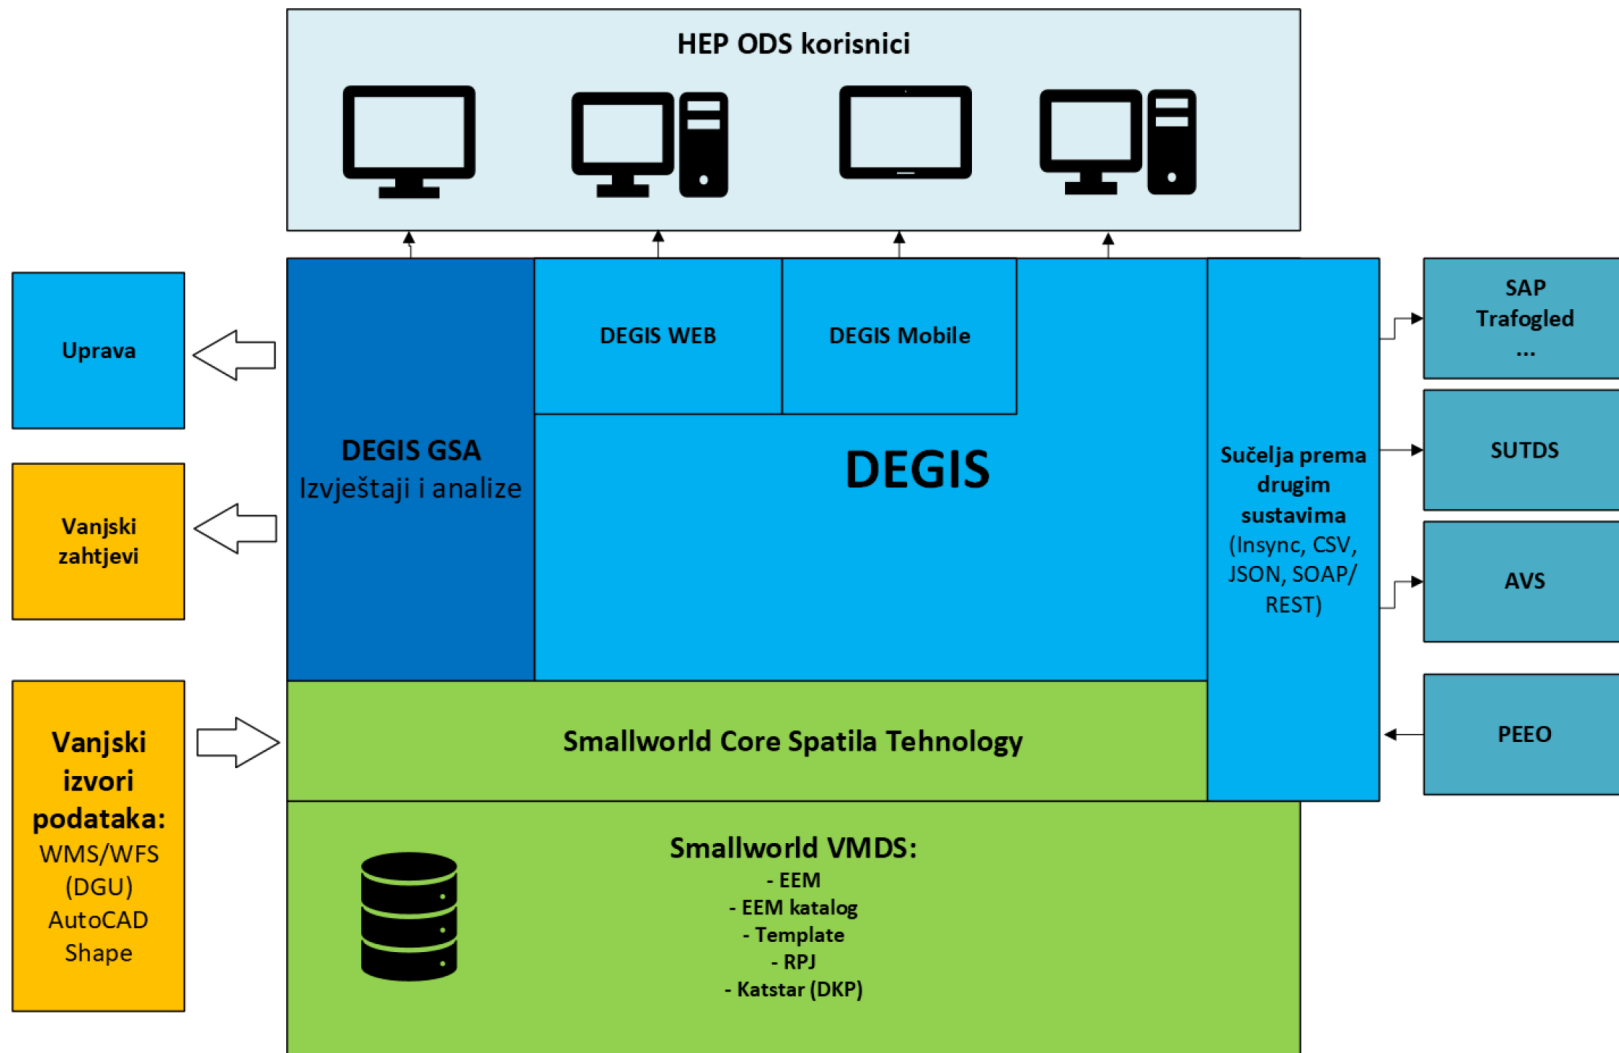 HEP ODS korisnici
Uprava
Vanjski
zahtjevi
Vanjski
izvori
podataka:
WMS/WFS
(DGU)
AutoCAD
Shape
DEGIS GSA
Izvještaji i analize
DEGIS WEB
DEGIS Mobile
DEGIS
Sučelja prema
drugim
sustavima
(Insync, CSV,
JSON, SOAP/
REST)
SAP
Trafogled
...
SUTDS
AVS
PEEO
Smallworld Core Spatila Tehnology
Smallworld VMDS:
- EEM
- EEM katalog
- Template
- RPJ
- Katstar (DKP)